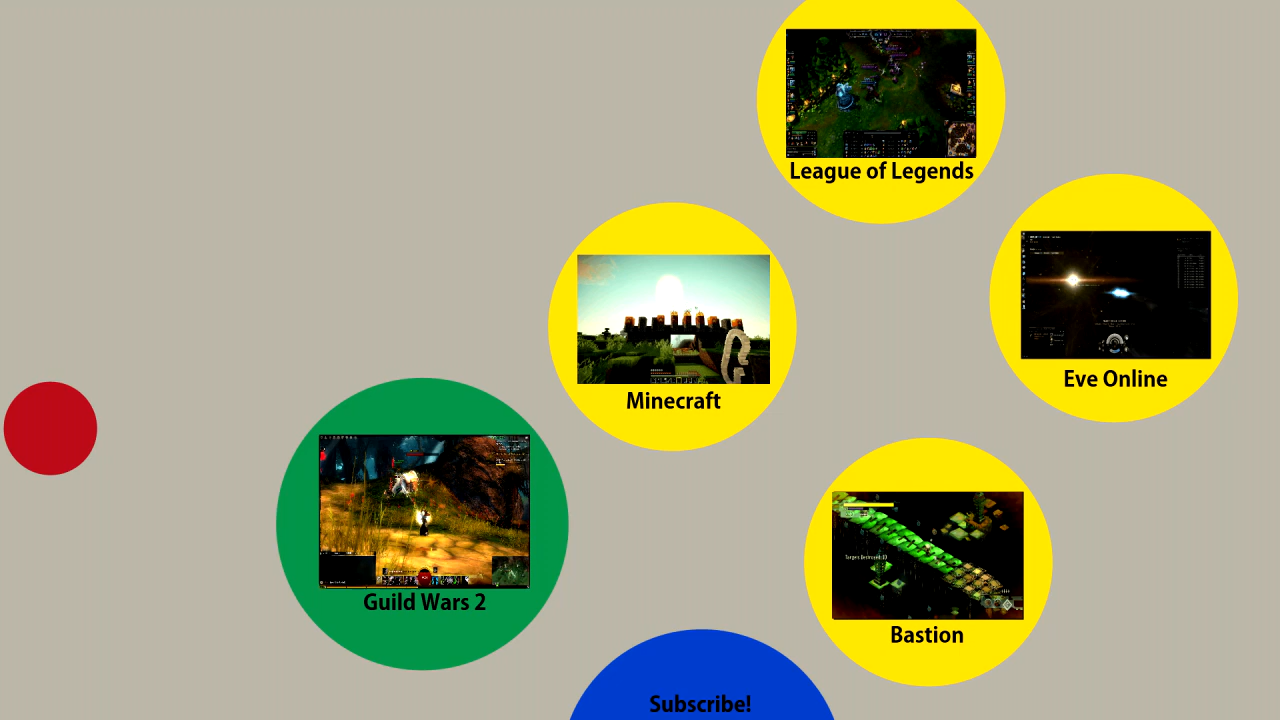 League of Legends
Eve Online
Minecraft
Guild Wars 2
Bastion
Subscribe!